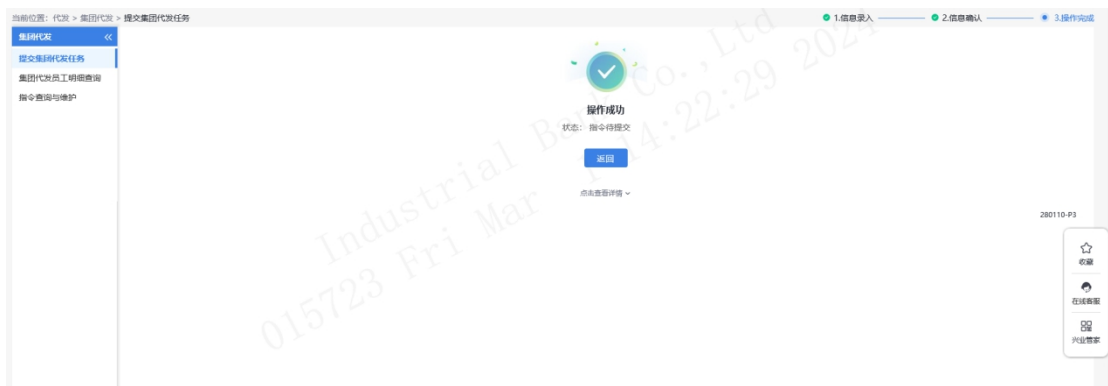 当前位置：代发 > 集团代发 > 提交集团代发任务
1.信息录入
2.信息确认
3.操作完成
集团代发
提交集团代发任务
集团代发员工明细查询
指令查询与维护
操作成功
状态： 指令待提交
返回
点击查看详情
280110-P3
收藏
在线客服
兴业管家
Industrial Bank Co.,Ltd
015723 Fri Mar 1 14:22:29 2024